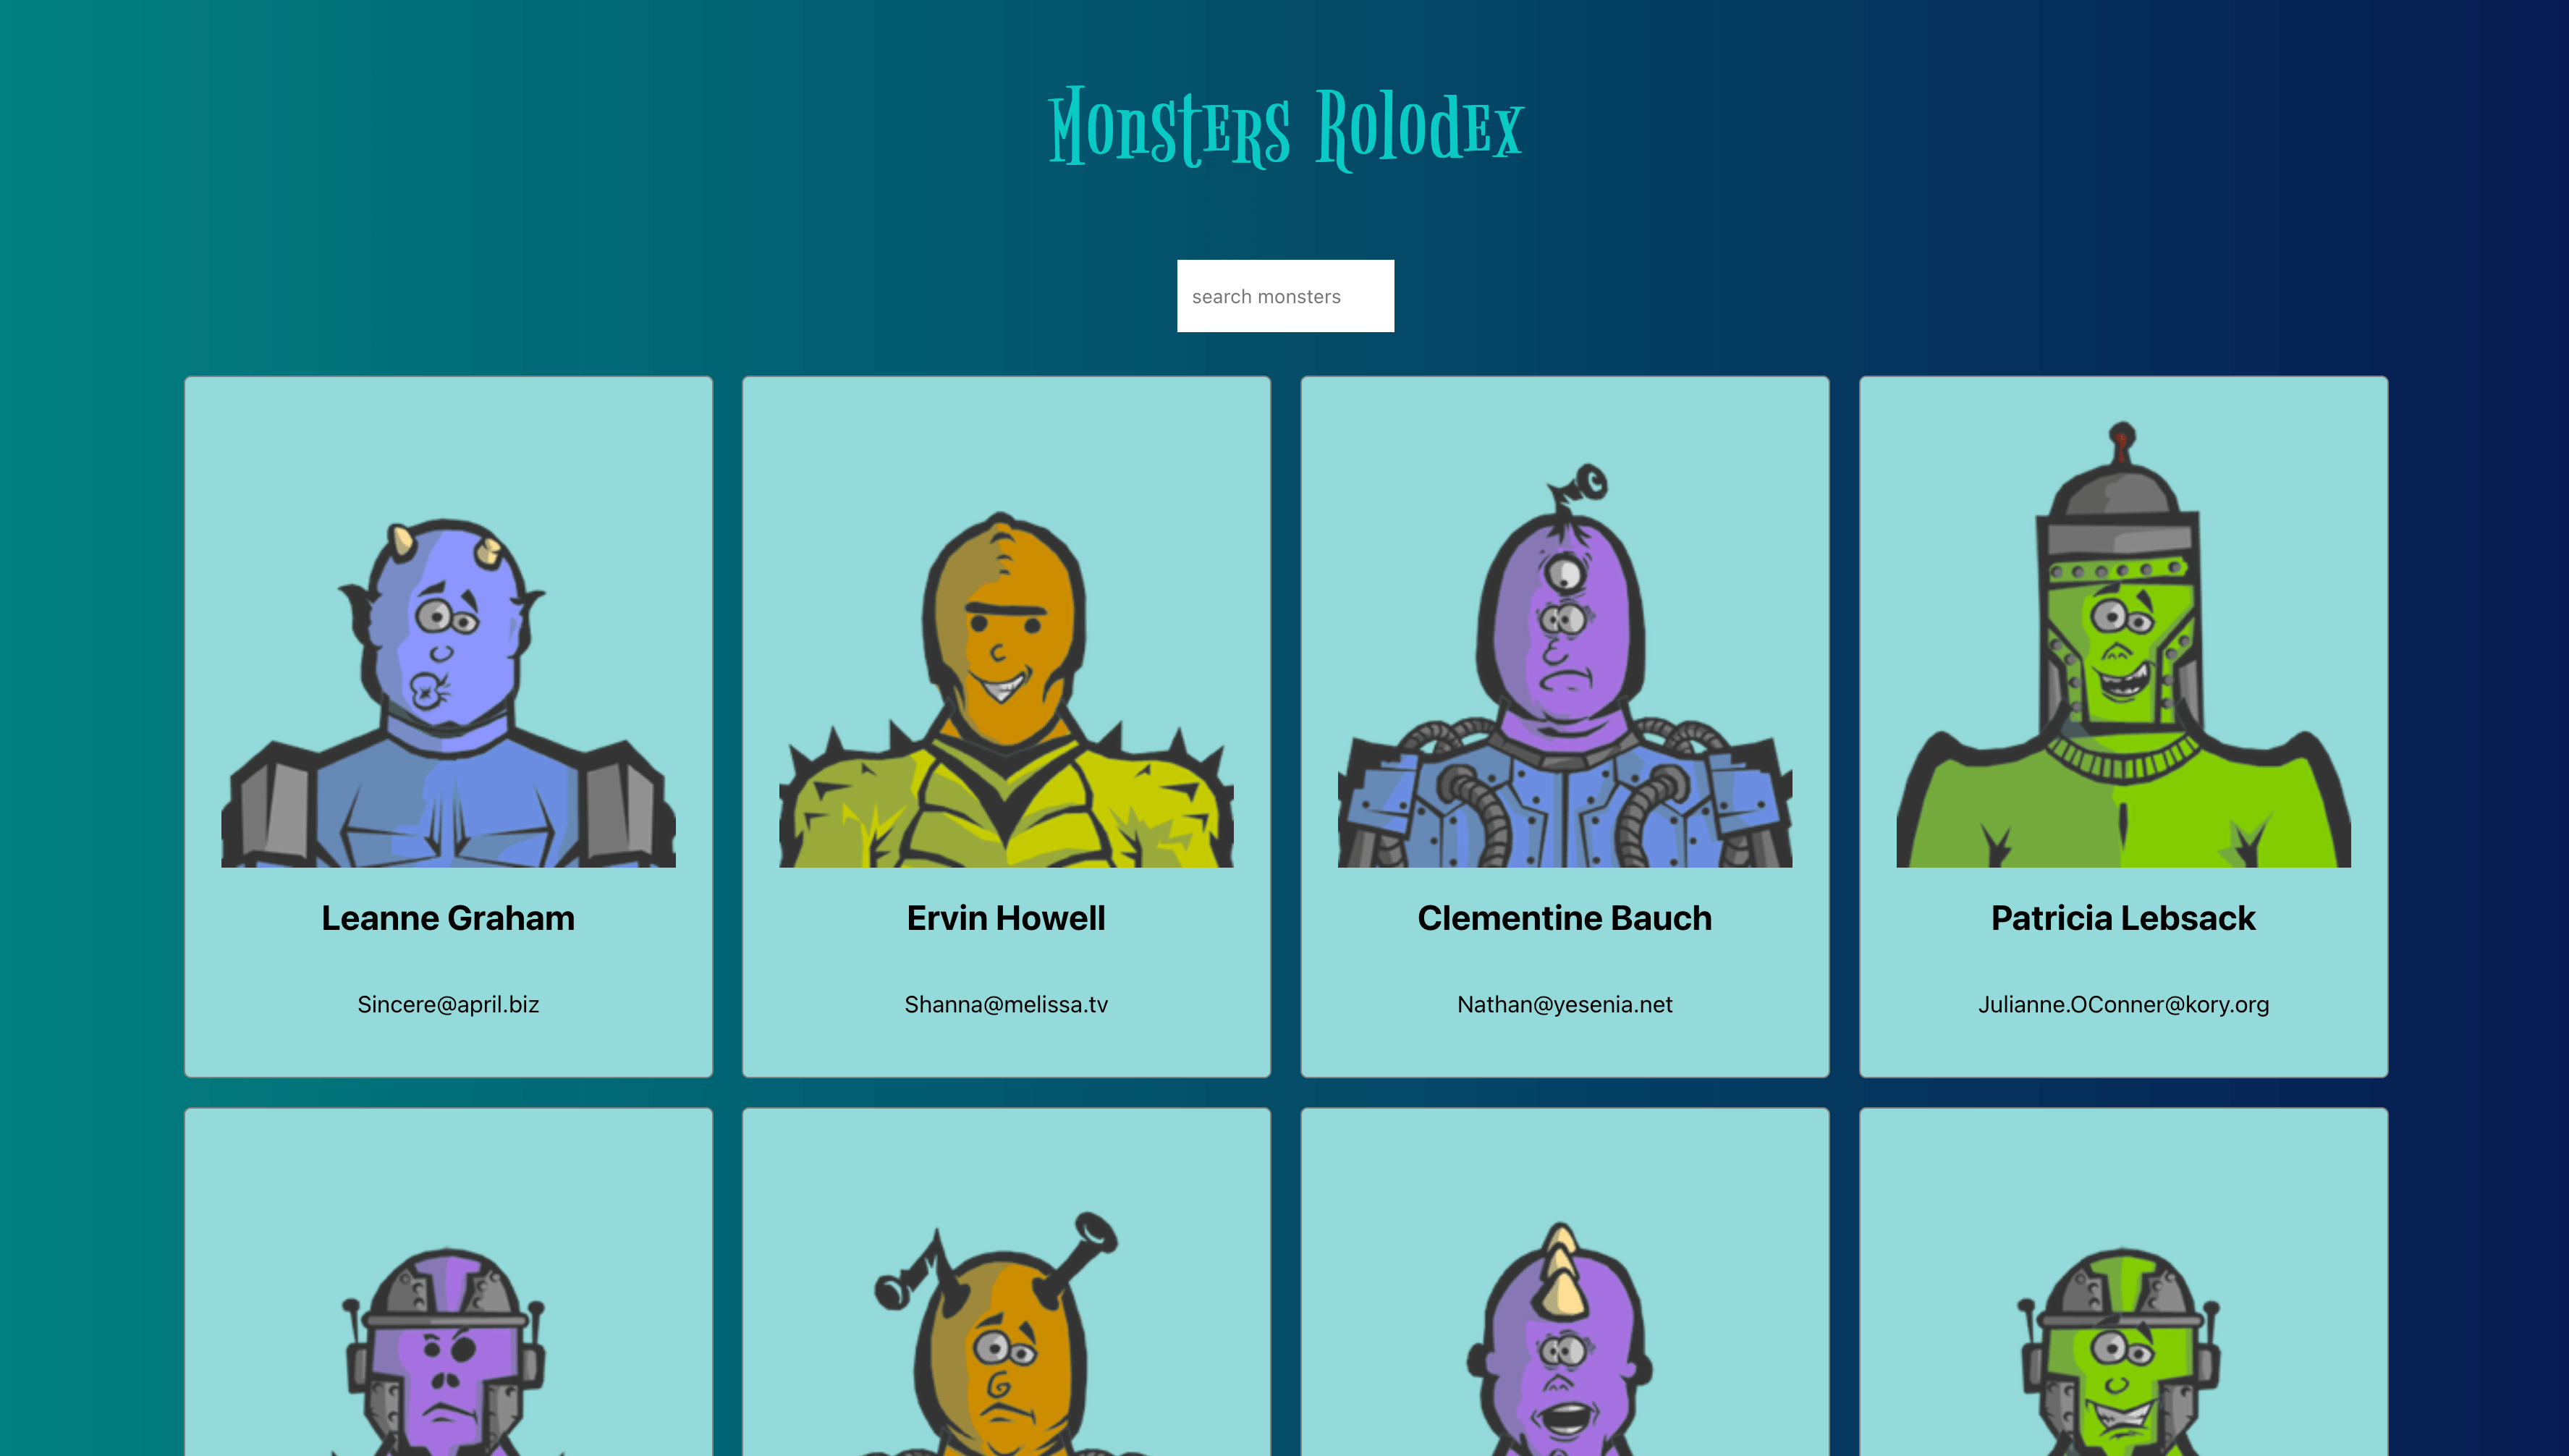 Monsters Rolodex
search monsters
Leanne Graham
Ervin Howell
Clementine Bauch
Patricia Lebsack
Sincere@april.biz
Shanna@melissa.tv
Nathan@yesenia.net
Julianne.OConner@kory.org